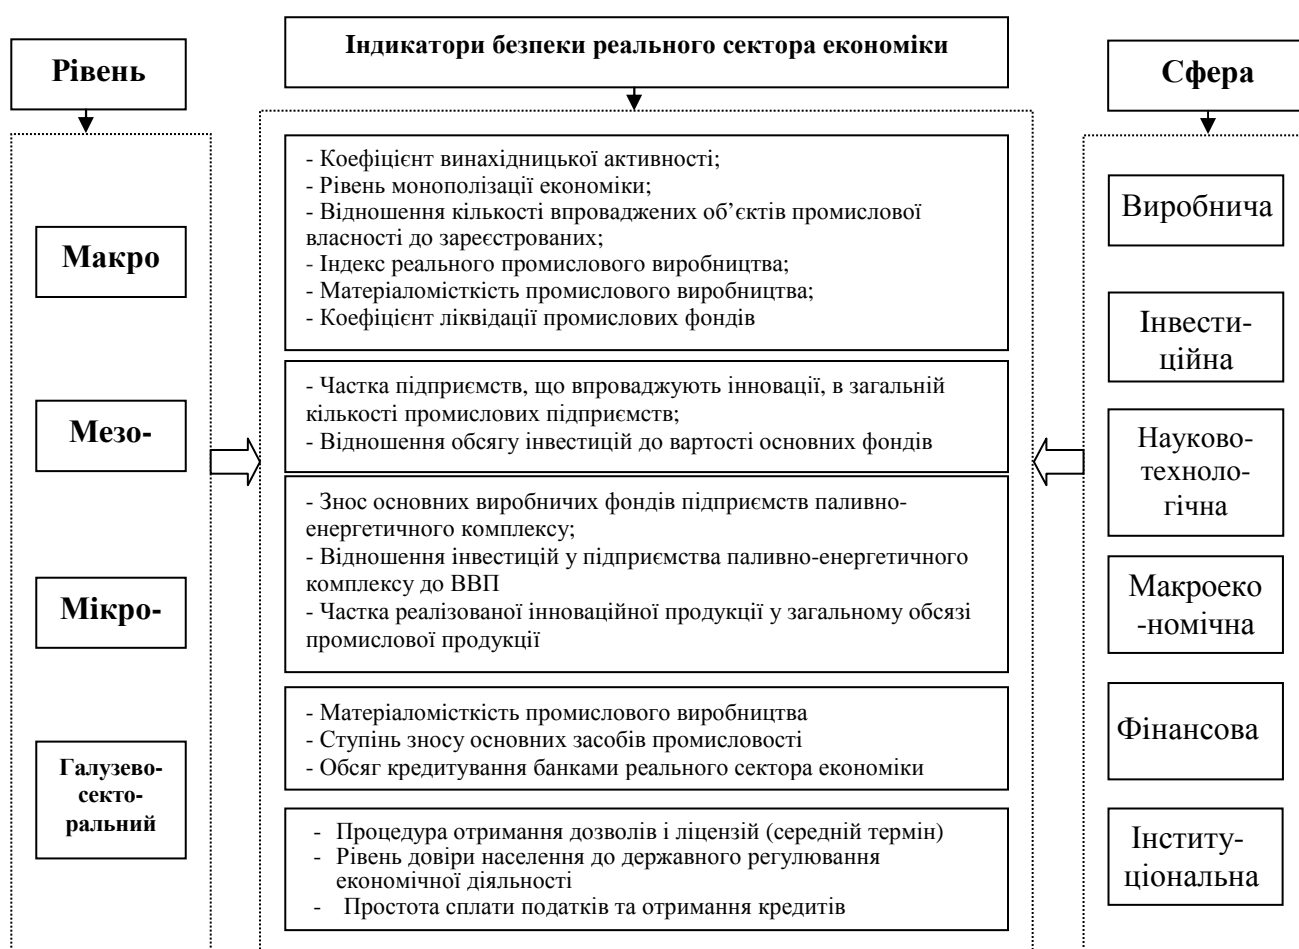 Рівень
Індикатори безпеки реального сектора економіки
Сфера
Макро
Мезо-
Мікро-
Галузево-
секто-
ральний
- Коефіцієнт винахідницької активності;
- Рівень монополізації економіки;
- Відношення кількості впроваджених об’єктів промислової
власності до зареєстрованих;
- Індекс реального промислового виробництва;
- Матеріаломісткість промислового виробництва;
- Коефіцієнт ліквідації промислових фондів
- Частка підприємств, що впроваджують інновації, в загальній
кількості промислових підприємств;
- Відношення обсягу інвестицій до вартості основних фондів
- Знос основних виробничих фондів підприємств паливно-
енергетичного комплексу;
- Відношення інвестицій у підприємства паливно-енергетичного
комплексу до ВВП
- Частка реалізованої інноваційної продукції у загальному обсязі
промислової продукції
- Матеріаломісткість промислового виробництва
- Ступінь зносу основних засобів промисловості
- Обсяг кредитування банками реального сектора економіки
- Процедура отримання дозволів і ліцензій (середній термін)
- Рівень довіри населення до державного регулювання
економічної діяльності
- Простота сплати податків та отримання кредитів
Виробнича
Інвести-
ційна
Науково-
техноло-
гічна
Макроеко
-номічна
Фінансова
Інститу-
ціональна